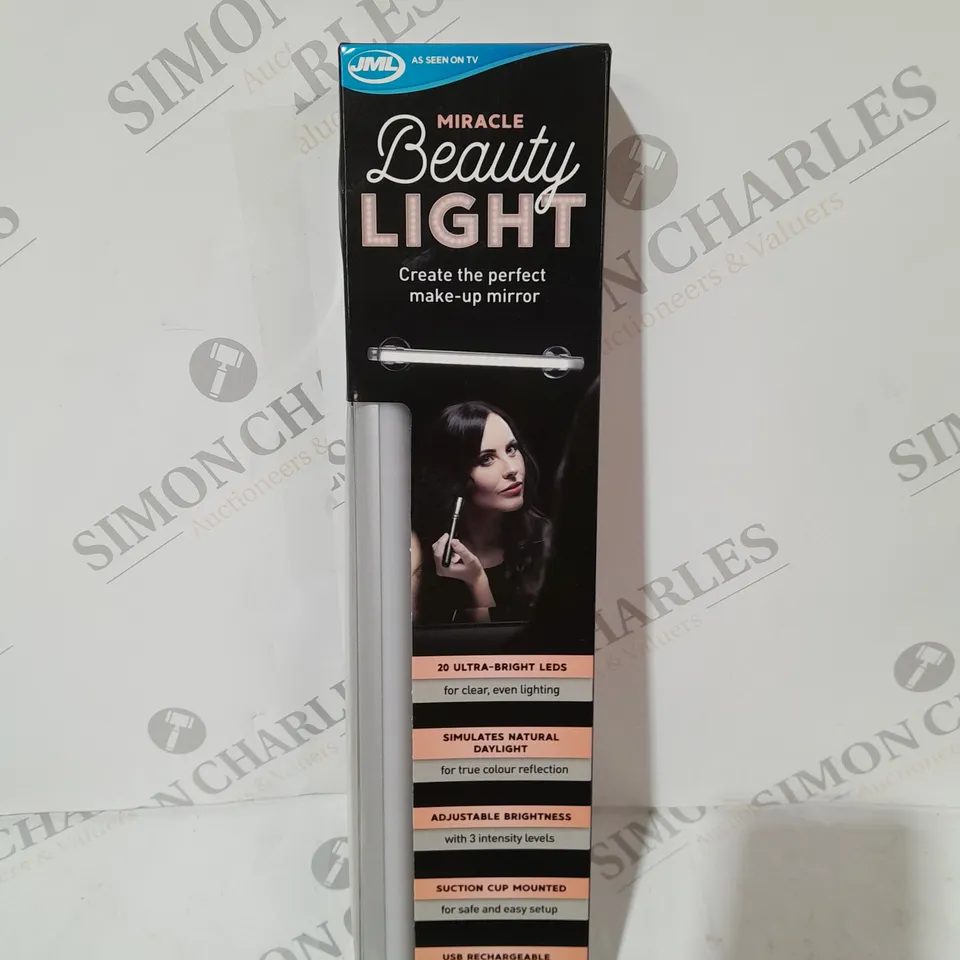 JML AS SEEN ON TV
MIRACLE
Beauty
LIGHT
Create the perfect
make-up mirror
20 ULTRA-BRIGHT LEDS
for clear, even lighting
SIMULATES NATURAL
DAYLIGHT
for true colour reflection
ADJUSTABLE BRIGHTNESS
with 3 intensity levels
SUCTION CUP MOUNTED
for safe and easy setup
USB RECHARGEABLE
SIMON CHARLES
Auctioneers & Valuers